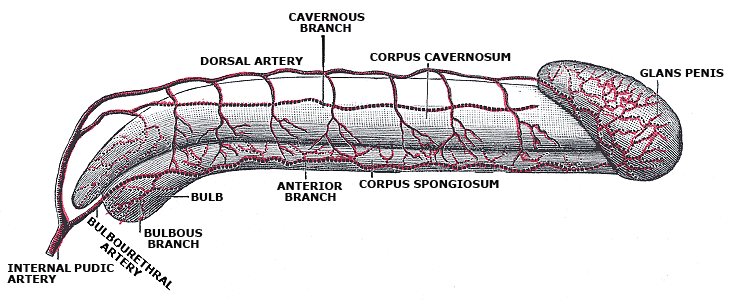 CAVERNOUS
BRANCH
DORSAL ARTERY
CORPUS CAVERNOSUM
GLANS PENIS
ANTERIOR
BRANCH
CORPUS SPONGIOSUM
BULB
BULBOUS
BRANCH
BULBOURETHRAL
ARTERY
INTERNAL PUDIC
ARTERY